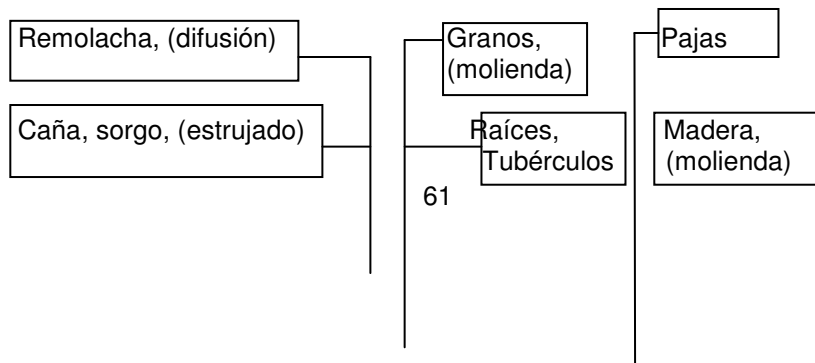 Remolacha, (difusión)
Caña, sorgo, (estrujado)
Granos,
(molienda)
Raíces,
Tubérculos
61
Pajas
Madera,
(molienda)